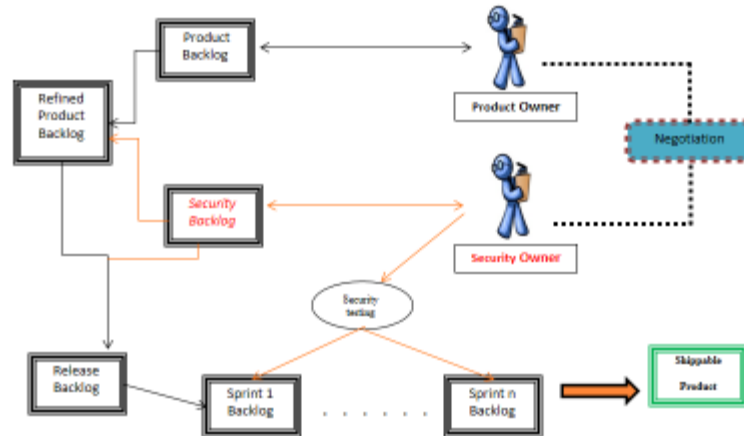 Product
Backlog
Product Owner
Refined
Product
Backlog
Negotiation
Security
Backlog
Security Owner
Security
testing
Release
Backlog
Sprint 1
Backlog
. . . . . .
Sprint n
Backlog
Shippable
Product